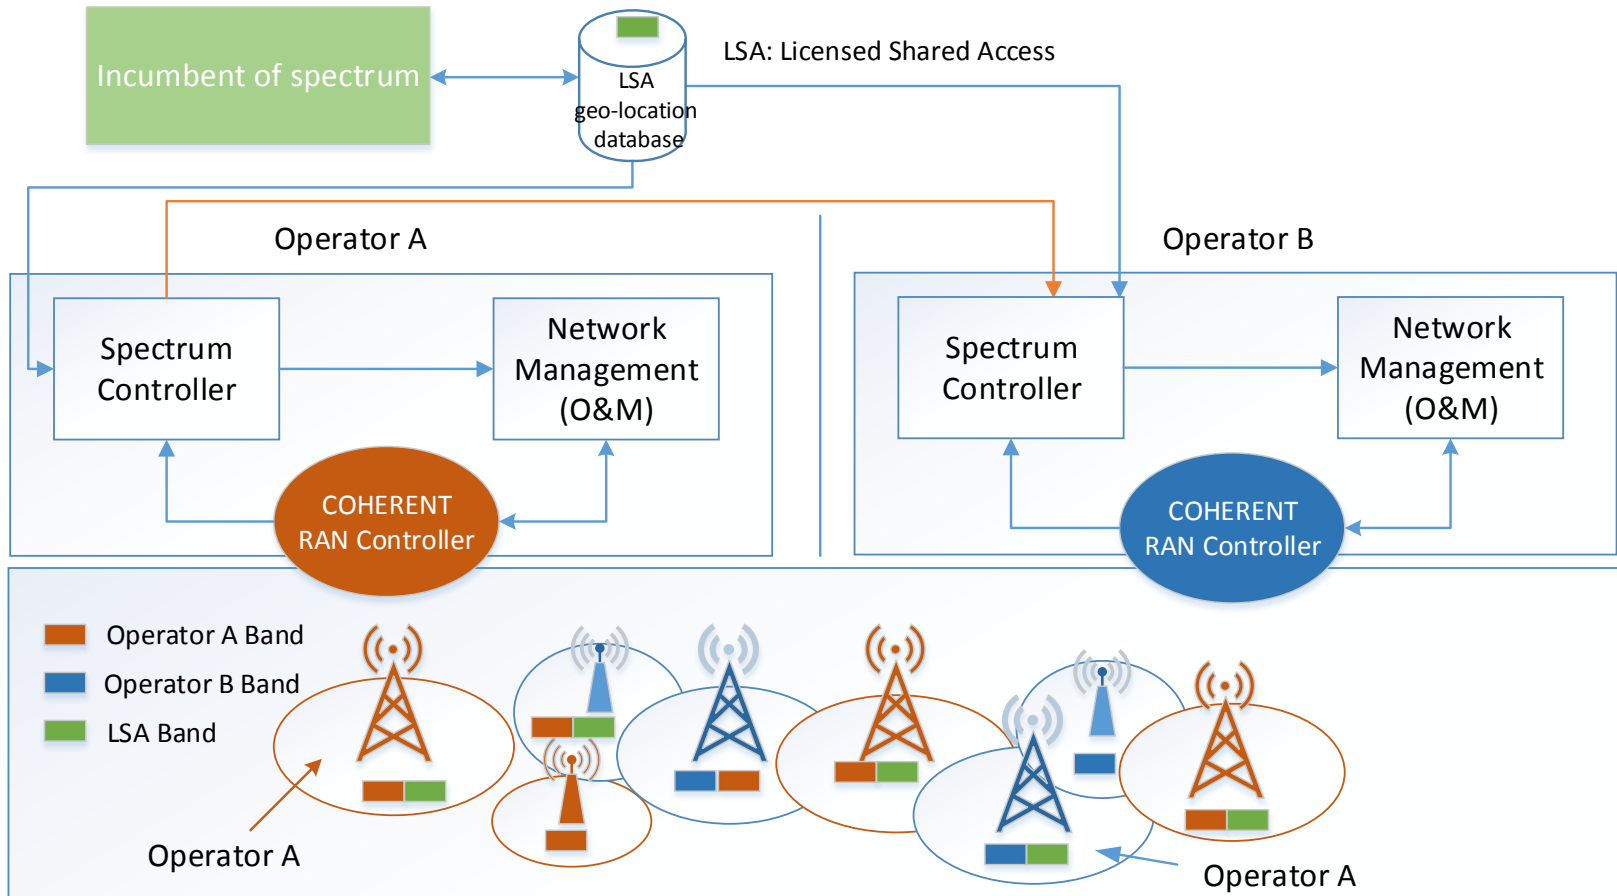 Incumbent of spectrum
LSA
geo-location
database
LSA: Licensed Shared Access
Operator A
Operator B
Spectrum
Controller
Network
Management
(O&M)
COHERENT
RAN Controller
Spectrum
Controller
Network
Management
(O&M)
COHERENT
RAN Controller
Operator A Band
Operator B Band
LSA Band
Operator A
Operator A